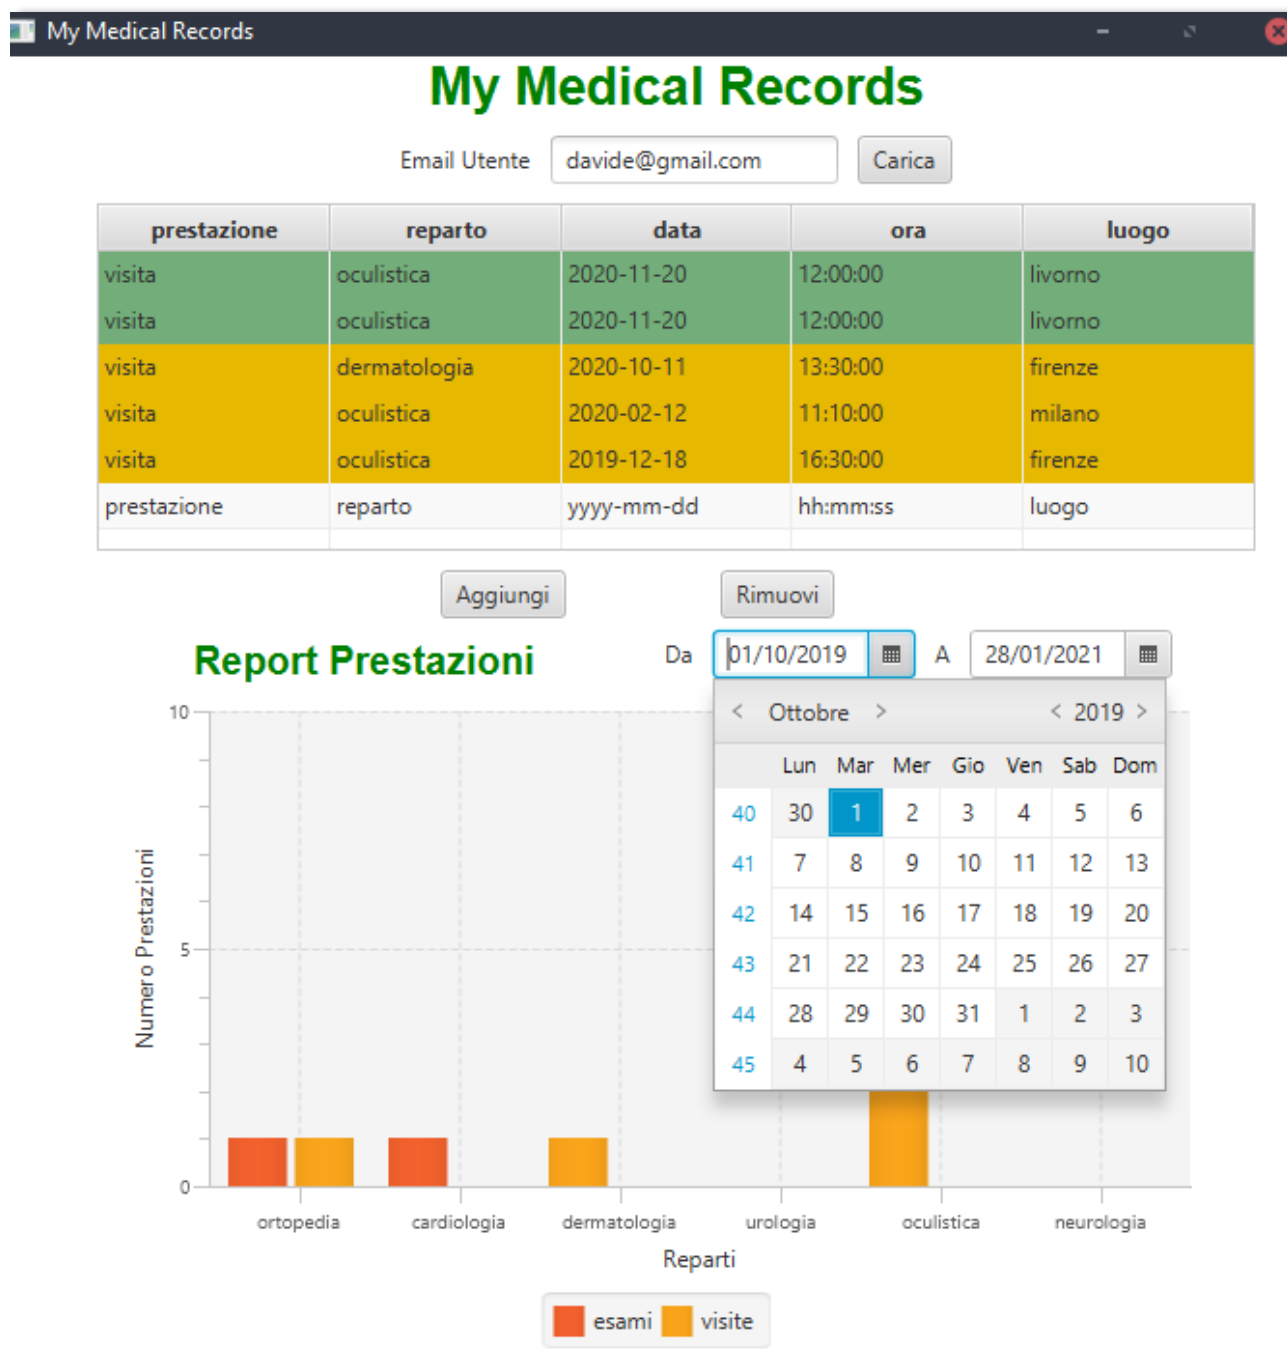 My Medical Records
My Medical Records
Email Utente davide@gmail.com Carica
prestazione reparto data ora luogo
visita oculistica 2020-11-20 12:00:00 livorno
visita oculistica 2020-11-20 12:00:00 livorno
visita dermatologia 2020-10-11 13:30:00 firenze
visita oculistica 2020-02-12 11:10:00 milano
visita oculistica 2019-12-18 16:30:00 firenze
prestazione reparto yyyy-mm-dd hh:mm:ss luogo
Aggiungi Rimuovi
Report Prestazioni Da 01/10/2019 A 28/01/2021
< Ottobre > < 2019 >
Lun Mar Mer Gio Ven Sab Dom
40 30 1 2 3 4 5 6
41 7 8 9 10 11 12 13
42 14 15 16 17 18 19 20
43 21 22 23 24 25 26 27
44 28 29 30 31 1 2 3
45 4 5 6 7 8 9 10
10
5
0
Numero Prestazioni
ortopedia cardiologia dermatologia urologia oculistica neurologia
Reparti
esami visite